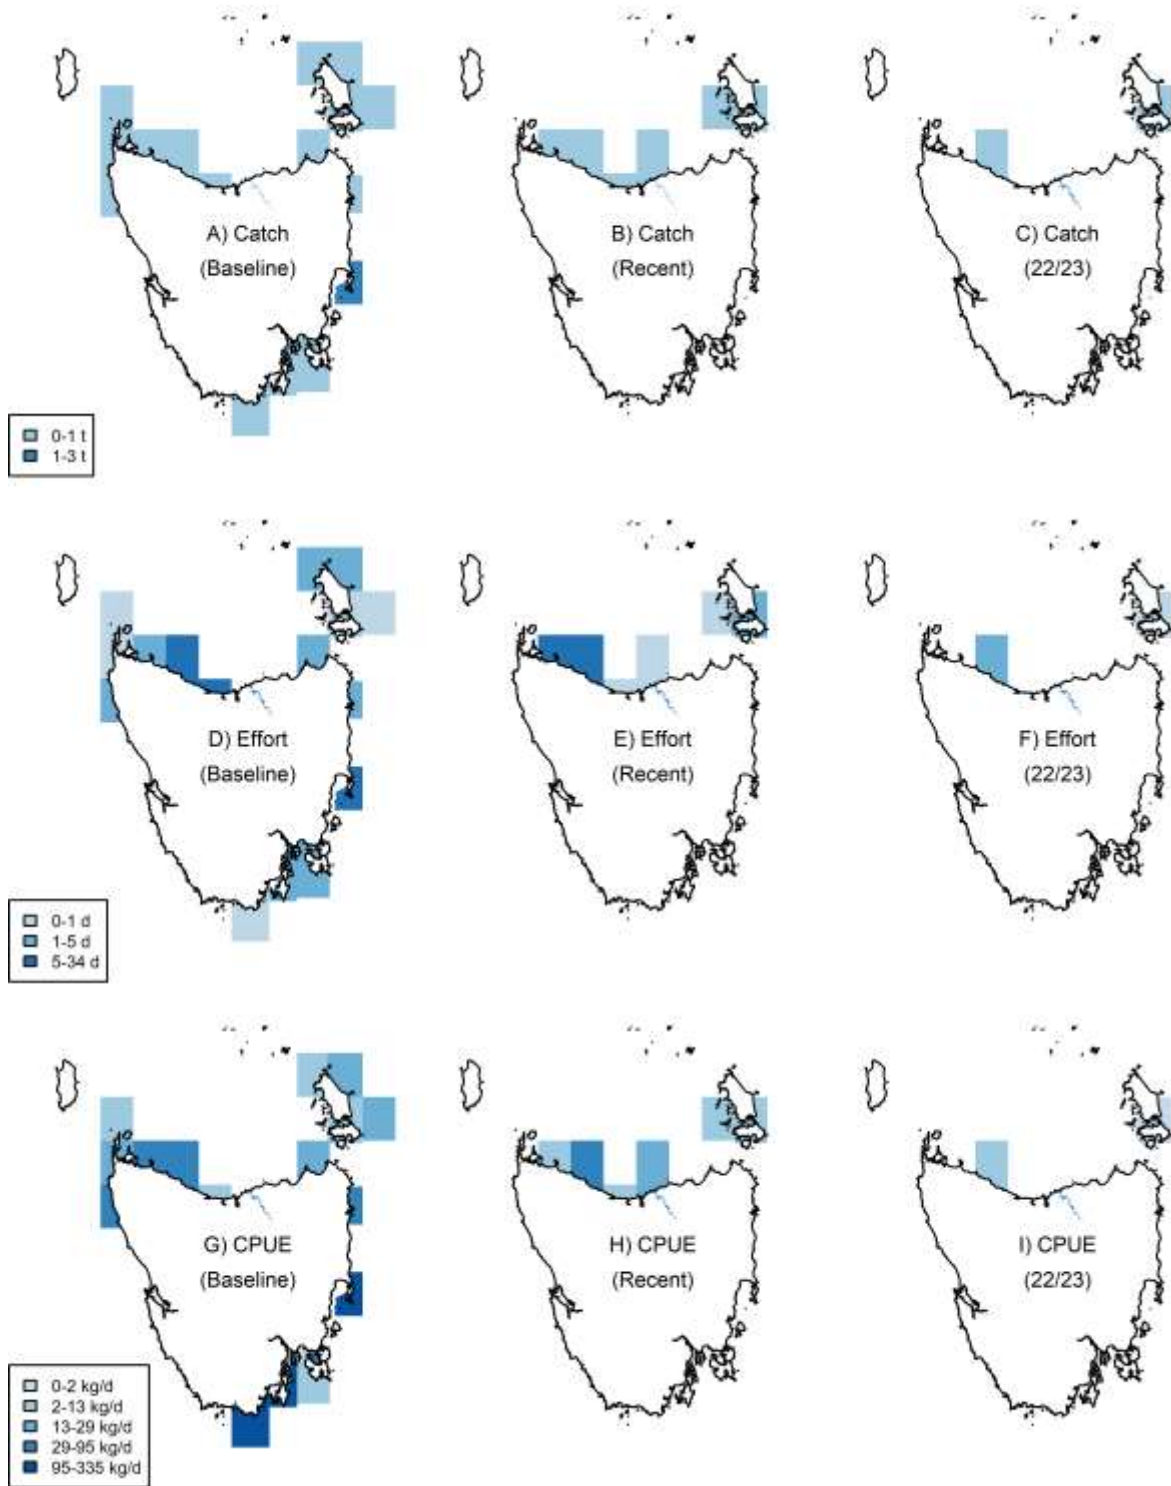 A) Catch
(Baseline)
B) Catch
(Recent)
C) Catch
(22/23)
0-1 t
1-3 t
D) Effort
(Baseline)
E) Effort
(Recent)
F) Effort
(22/23)
0-1 d
1-5 d
5-34 d
G) CPUE
(Baseline)
H) CPUE
(Recent)
I) CPUE
(22/23)
0-2 kg/d
2-13 kg/d
13-29 kg/d
29-95 kg/d
95-335 kg/d